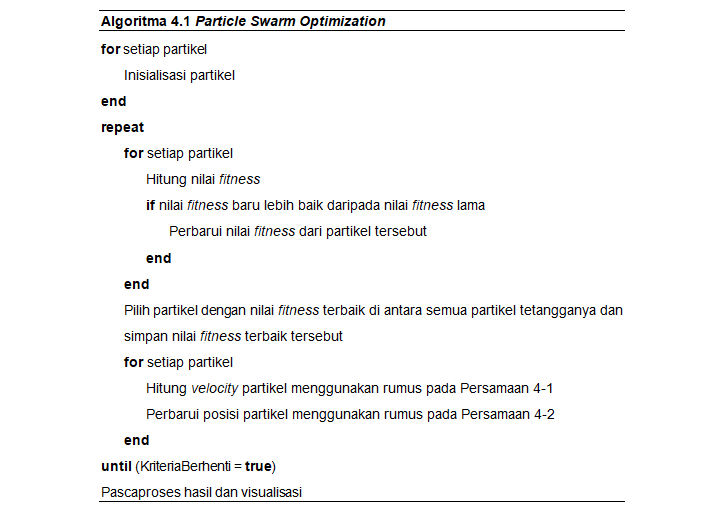 Algoritma 4.1 Particle Swarm Optimization
for setiap partikel
Inisialisasi partikel
end
repeat
for setiap partikel
Hitung nilai fitness
if nilai fitness baru lebih baik daripada nilai fitness lama
Perbarui nilai fitness dari partikel tersebut
end
end
Pilih partikel dengan nilai fitness terbaik di antara semua partikel tetangganya dan
simpan nilai fitness terbaik tersebut
for setiap partikel
Hitung velocity partikel menggunakan rumus pada Persamaan 4-1
Perbarui posisi partikel menggunakan rumus pada Persamaan 4-2
end
until (KriteriaBerhenti = true)
Pascaproses hasil dan visualisasi